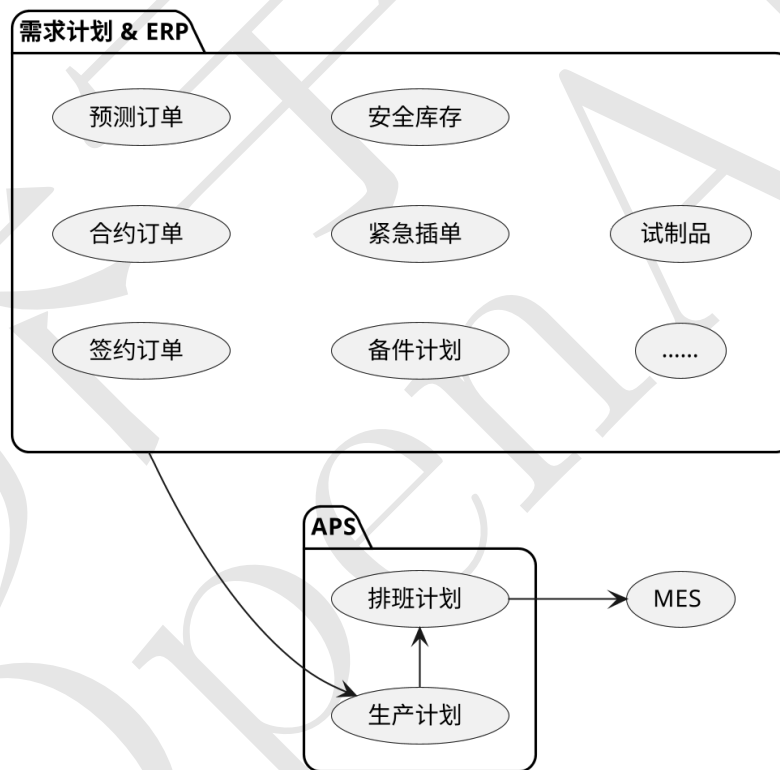 需求计划 & ERP
预测订单
安全库存
合约订单
紧急插单
试制品
签约订单
备件计划
......
APS
排班计划
MES
生产计划
OpenA